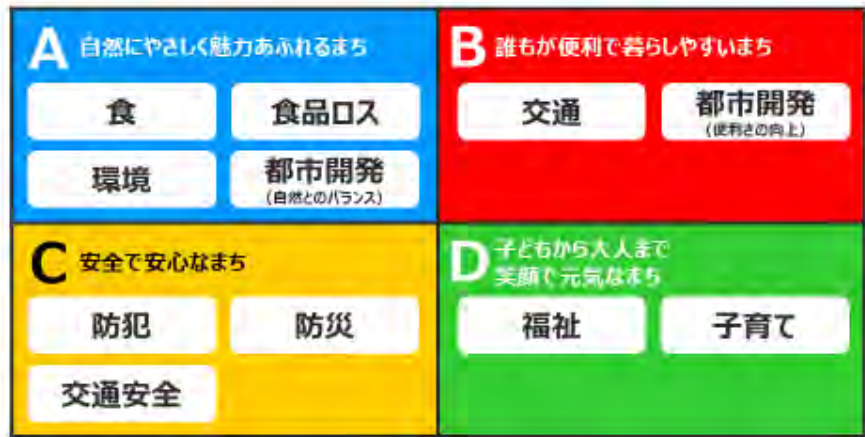 A 自然にやさしく魅力あふれるまち
食
食品ロス
環境
都市開発
(自然とのバランス)
B 誰もが便利で暮らしやすいまち
交通
都市開発
(便利さの向上)
C 安全で安心なまち
防犯
防災
交通安全
D 子どもから大人まで
笑顔で元気なまち
福祉
子育て